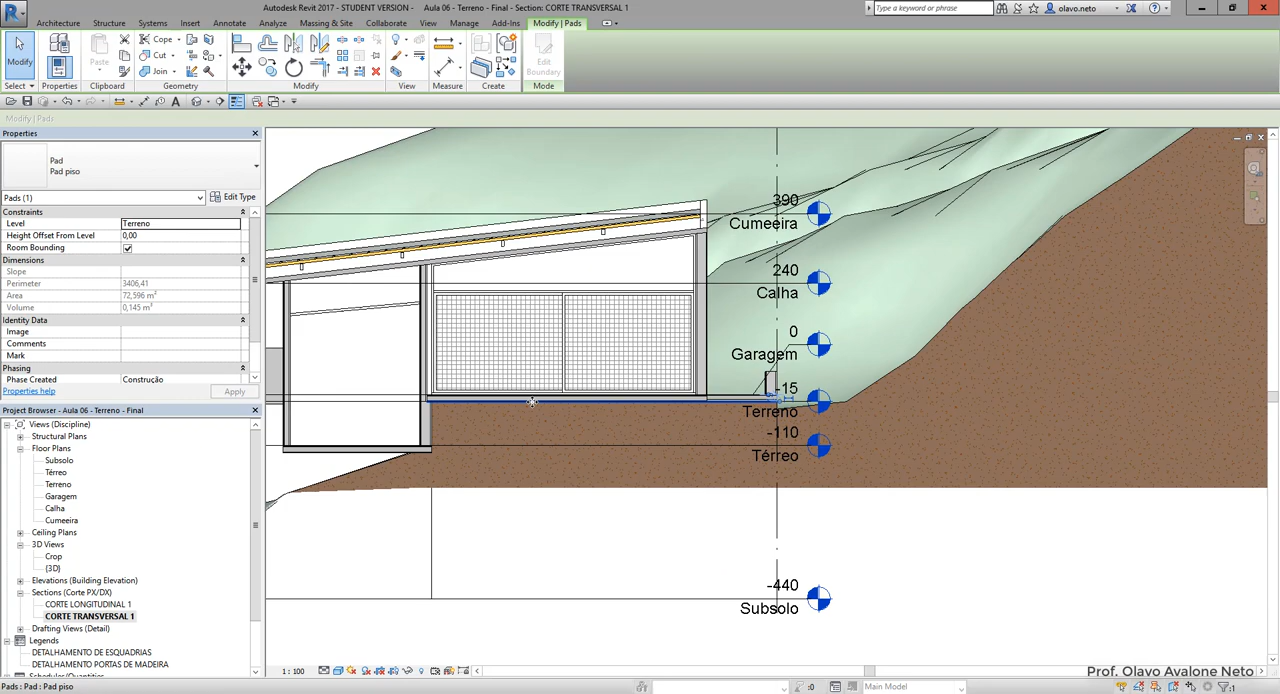 Autodesk Revit 2017 - STUDENT VERSION - Aula 06 - Terreno - Final - Section: CORTE TRANSVERSAL 1
Type a keyword or phrase
olavo.neto
Architecture Structure Systems Insert Annotate Analyze Massing & Site Collaborate View Manage Add-Ins Modify | Pads
Modify
Paste
Cope
Cut
Join
Edit
Boundary
Select Properties Clipboard Geometry Modify View Measure Create Mode
Modify | Pads
Properties
Pad
Pad piso
Pads (1)
Edit Type
Constraints
Level Terreno
Height Offset From Level 0,00
Room Bounding
Dimensions
Slope
Perimeter 3406,41
Area 72,596 m²
Volume 0,145 m³
Identity Data
Image
Comments
Mark
Phasing
Phase Created Construção
Properties help
Apply
Project Browser - Aula 06 - Terreno - Final
Views (Discipline)
Structural Plans
Floor Plans
Subsolo
Térreo
Terreno
Garagem
Calha
Cumeeira
Ceiling Plans
3D Views
Crop
{3D}
Elevations (Building Elevation)
Sections (Corte PX/DX)
CORTE LONGITUDINAL 1
CORTE TRANSVERSAL 1
Drafting Views (Detail)
Legends
DETALHAMENTO DE ESQUADRIAS
DETALHAMENTO PORTAS DE MADEIRA
Schedules/Quantities
390
Cumeeira
240
Calha
0
Garagem
-15
Terreno
-110
Térreo
-440
Subsolo
1 : 100
Prof. Olavo Avalone Neto
Pads : Pad : Pad piso
:0
Main Model
:1